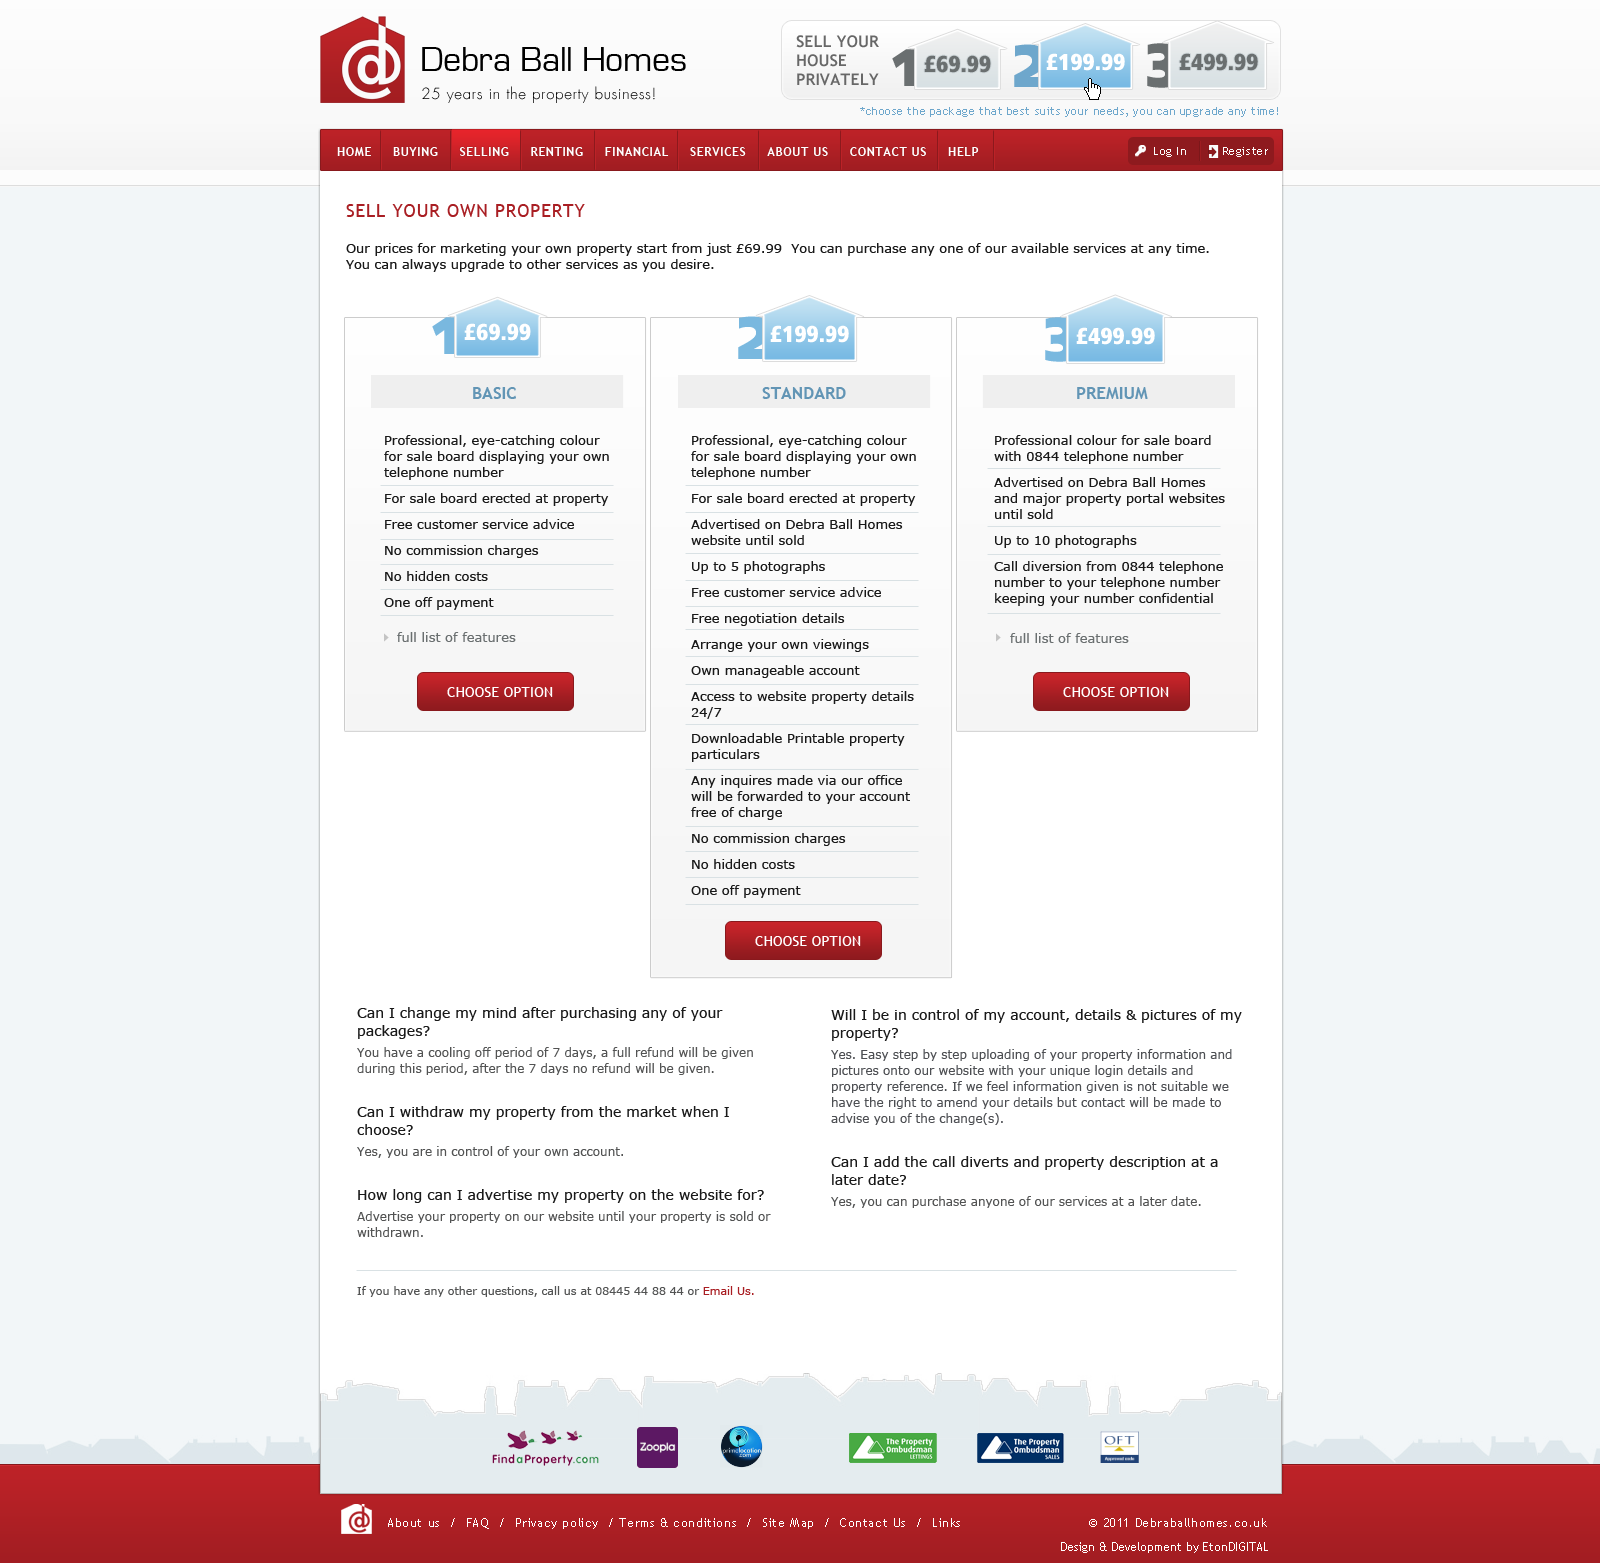 Debra Ball Homes
25 years in the property business!
SELL YOUR
HOUSE
PRIVATELY
1 £69.99
2 £199.99
3 £499.99
*choose the package that best suits your needs, you can upgrade any time!
HOME BUYING SELLING RENTING FINANCIAL SERVICES ABOUT US CONTACT US HELP
Log In Register
SELL YOUR OWN PROPERTY
Our prices for marketing your own property start from just £69.99 You can purchase any one of our available services at any time.
You can always upgrade to other services as you desire.
1 £69.99
BASIC
Professional, eye-catching colour
for sale board displaying your own
telephone number
For sale board erected at property
Free customer service advice
No commission charges
No hidden costs
One off payment
full list of features
CHOOSE OPTION
2 £199.99
STANDARD
Professional, eye-catching colour
for sale board displaying your own
telephone number
For sale board erected at property
Advertised on Debra Ball Homes
website until sold
Up to 5 photographs
Free customer service advice
Free negotiation details
Arrange your own viewings
Own manageable account
Access to website property details
24/7
Downloadable Printable property
particulars
Any inquires made via our office
will be forwarded to your account
free of charge
No commission charges
No hidden costs
One off payment
CHOOSE OPTION
3 £499.99
PREMIUM
Professional colour for sale board
with 0844 telephone number
Advertised on Debra Ball Homes
and major property portal websites
until sold
Up to 10 photographs
Call diversion from 0844 telephone
number to your telephone number
keeping your number confidential
full list of features
CHOOSE OPTION
Can I change my mind after purchasing any of your
packages?
You have a cooling off period of 7 days, a full refund will be given
during this period, after the 7 days no refund will be given.
Can I withdraw my property from the market when I
choose?
Yes, you are in control of your own account.
How long can I advertise my property on the website for?
Advertise your property on our website until your property is sold or
withdrawn.
Will I be in control of my account, details & pictures of my
property?
Yes. Easy step by step uploading of your property information and
pictures onto our website with your unique login details and
property reference. If we feel information given is not suitable we
have the right to amend your details but contact will be made to
advise you of the change(s).
Can I add the call diverts and property description at a
later date?
Yes, you can purchase anyone of our services at a later date.
If you have any other questions, call us at 08445 44 88 44 or Email Us.
FindaProperty.com
Zoopla
primelocation
.com
The Property
Ombudsman
LETTINGS
The Property
Ombudsman
SALES
OFT
Approved code
About us / FAQ / Privacy policy / Terms & conditions / Site Map / Contact Us / Links
© 2011 Debraballhomes.co.uk
Design & Development by EtonDIGITAL